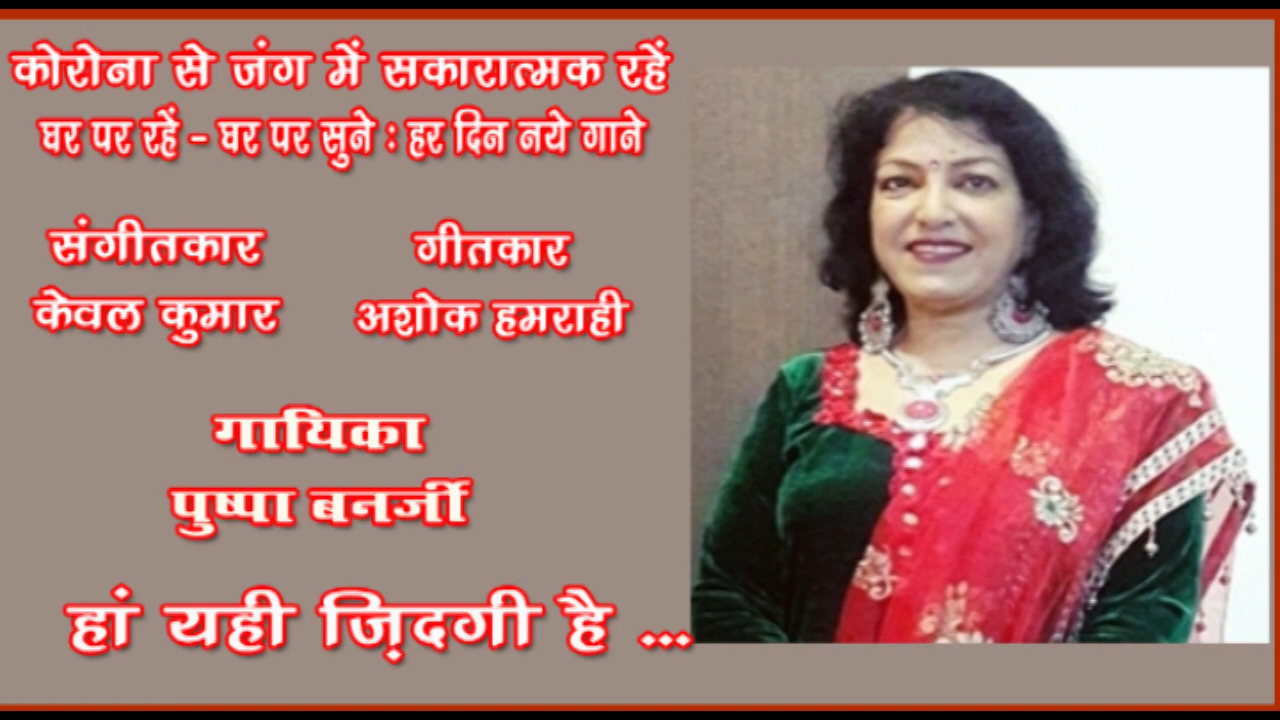 कोरोना से जंग में सकारात्मक रहें
घर पर रहें - घर पर सुने : हर दिन नये गाने
संगीतकार
केवल कुमार
गीतकार
अशोक हमराही
गायिका
पुष्पा बनर्जी
हां यही ज़िदगी है ...